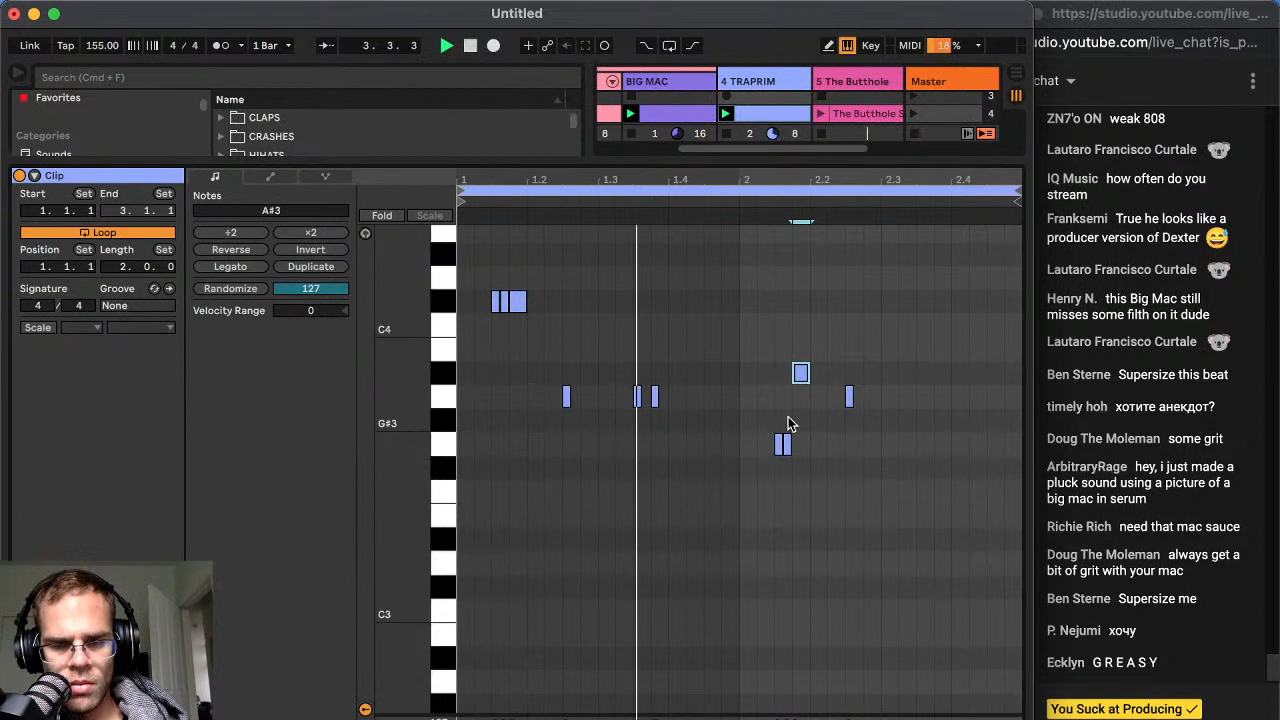 Untitled
https://studio.youtube.com/live_...
Link Tap 155.00 4 / 4 1 Bar 3. 3. 3 Key MIDI 18 %
dio.youtube.com/live_chat?is_p...
Search (Cmd + F)
BIG MAC 4 TRAPRIM 5 The Butthole Master
chat
Favorites Name
3
CLAPS
The Butthole S 4
Categories CRASHES
8 1 16 2 8
Sounds HIHATS
Clip
Start Set End Set
1. 1. 1 3. 1. 1
Loop
Position Set Length Set
1. 1. 1 2. 0. 0
Signature Groove
4 / 4 None
Scale
Notes
A#3
÷2 ×2
Reverse Invert
Legato Duplicate
Randomize 127
Velocity Range 0
Fold Scale
1 1.2 1.3 1.4 2 2.2 2.3 2.4
C4
G#3
C3
ZN7'o ON weak 808
Lautaro Francisco Curtale
IQ Music how often do you
stream
Franksemi True he looks like a
producer version of Dexter
Lautaro Francisco Curtale
Henry N. this Big Mac still
misses some filth on it dude
Lautaro Francisco Curtale
Ben Sterne Supersize this beat
timely hoh хотите анекдот?
Doug The Moleman some grit
ArbitraryRage hey, i just made a
pluck sound using a picture of a
big mac in serum
Richie Rich need that mac sauce
Doug The Moleman always get a
bit of grit with your mac
Ben Sterne Supersize me
P. Nejumi хочу
Ecklyn G R E A S Y
You Suck at Producing